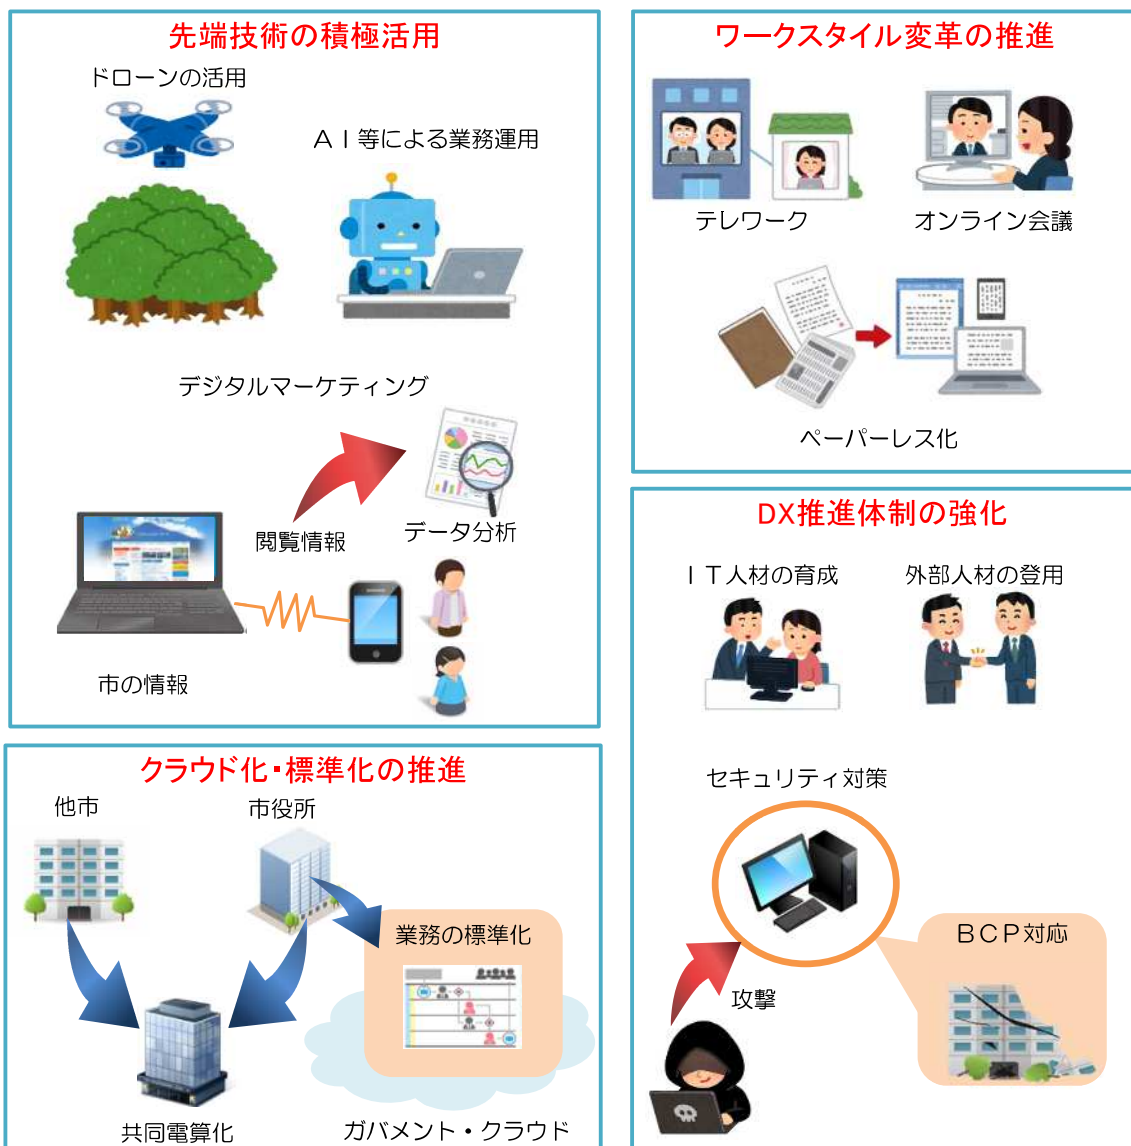 先端技術の積極活用
ドローンの活用
ＡＩ等による業務運用
デジタルマーケティング
閲覧情報
データ分析
市の情報
ワークスタイル変革の推進
テレワーク
オンライン会議
ペーパーレス化
クラウド化・標準化の推進
他市
市役所
業務の標準化
共同電算化
ガバメント・クラウド
DX推進体制の強化
ＩＴ人材の育成
外部人材の登用
セキュリティ対策
ＢＣＰ対応
攻撃